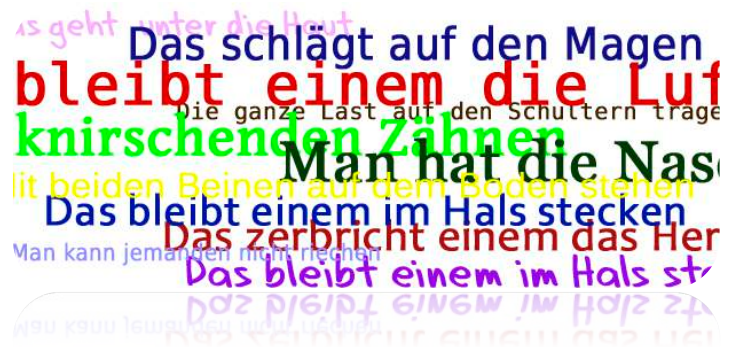 geht unter die Haut
Das schlägt auf den Magen
bleibt einem die Luf
Die ganze Last auf den Schultern trage
knirschenden Zähnen
Man hat die Nas
it beiden Beinen auf dem Boden stehen
Das bleibt einem im Hals stecken
Das zerbricht einem das Her
Man kann jemanden nicht riechen
Das bleibt einem im Hals ste